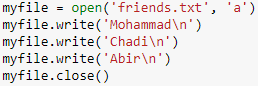 myfile = open('friends.txt', 'a')
myfile.write('Mohammad\n')
myfile.write('Chadi\n')
myfile.write('Abir\n')
myfile.close()